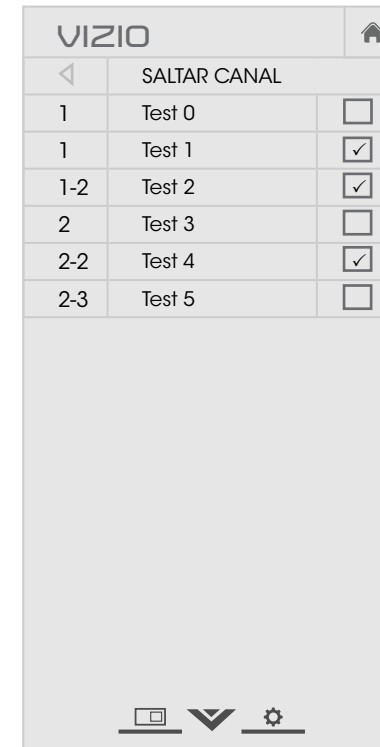 VIZIO
SALTAR CANAL
1 Test 0
1 Test 1
1-2 Test 2
2 Test 3
2-2 Test 4
2-3 Test 5